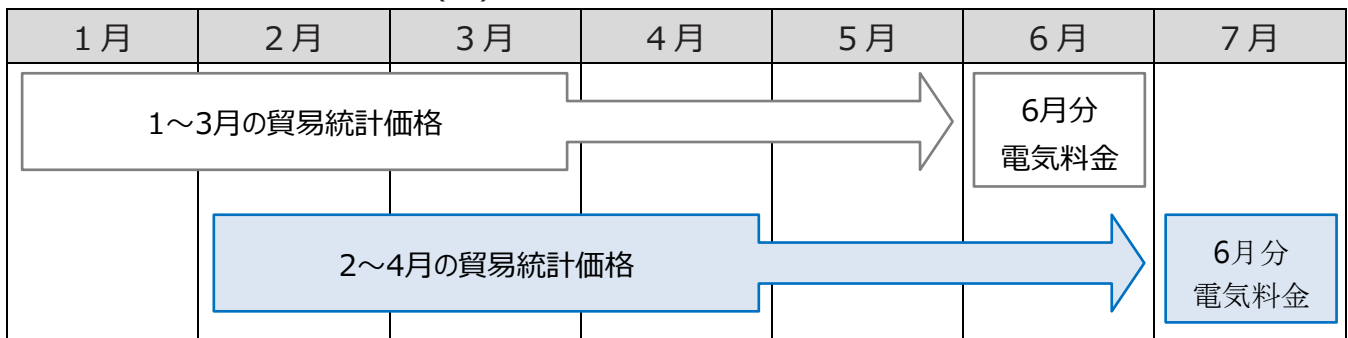 1月 2月 3月 4月 5月 6月 7月
1～3月の貿易統計価格
6月分
電気料金
2～4月の貿易統計価格
6月分
電気料金